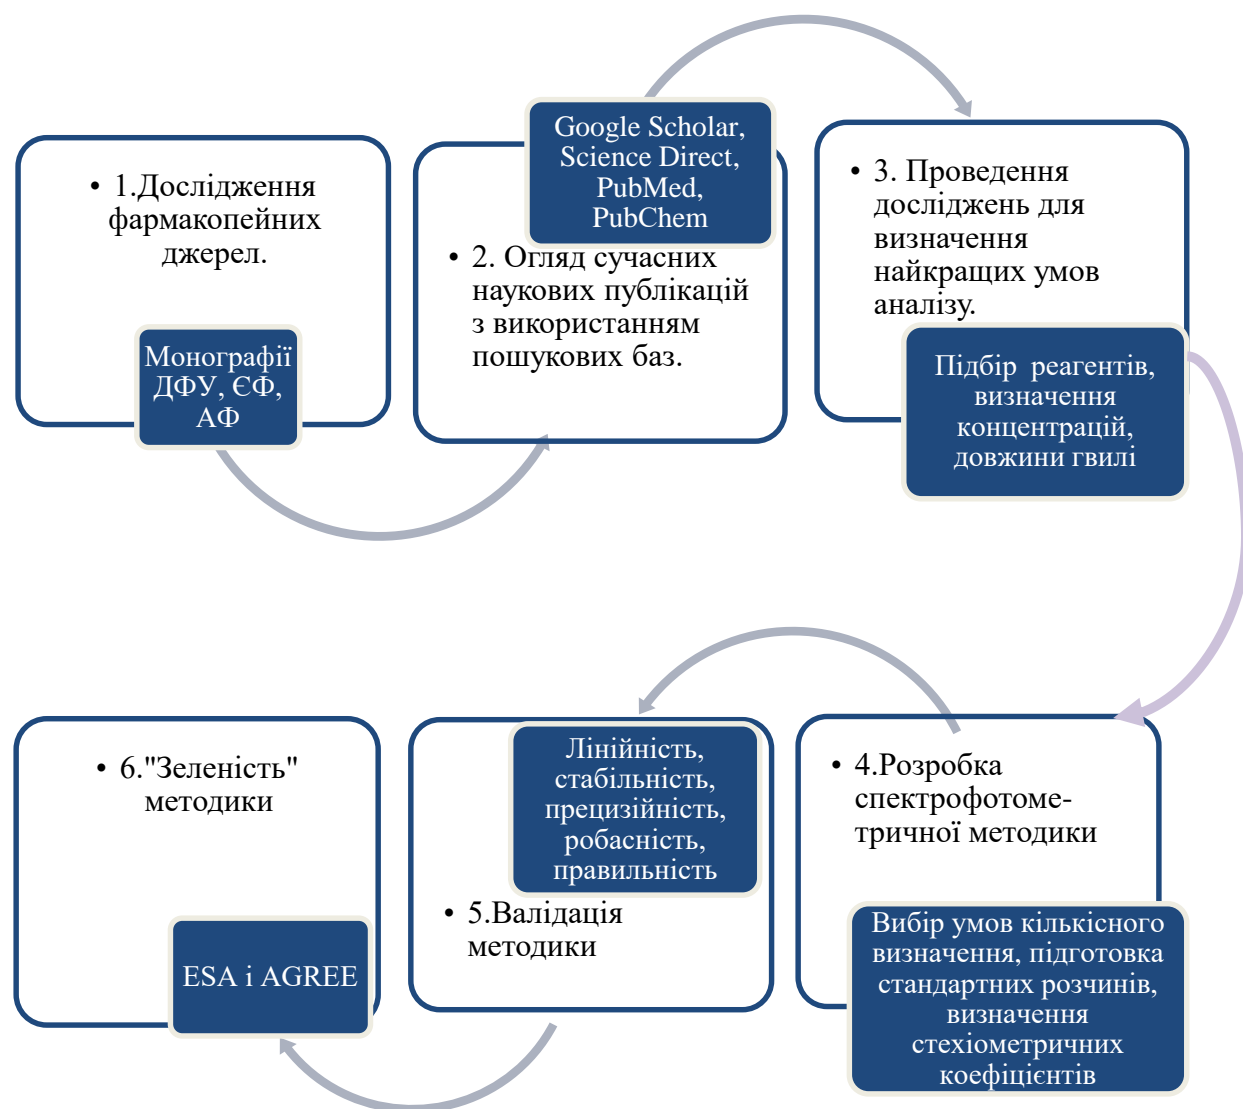 • 1.Дослідження
фармакопейних
джерел.
Монографії
ДФУ, ЄФ,
АФ
Google Scholar,
Science Direct,
PubMed,
PubChem
• 2. Огляд сучасних
наукових публікацій
з використанням
пошукових баз.
• 3. Проведення
досліджень для
визначення
найкращих умов
аналізу.
Підбір реагентів,
визначення
концентрацій,
довжини гвилі
• 4.Розробка
спектрофотоме-
тричної методики
Вибір умов кількісного
визначення, підготовка
стандартних розчинів,
визначення
стехіометричних
коефіцієнтів
Лінійність,
стабільність,
прецизійність,
робасність,
правильність
• 5.Валідація
методики
• 6."Зеленість"
методики
ESA і AGREE